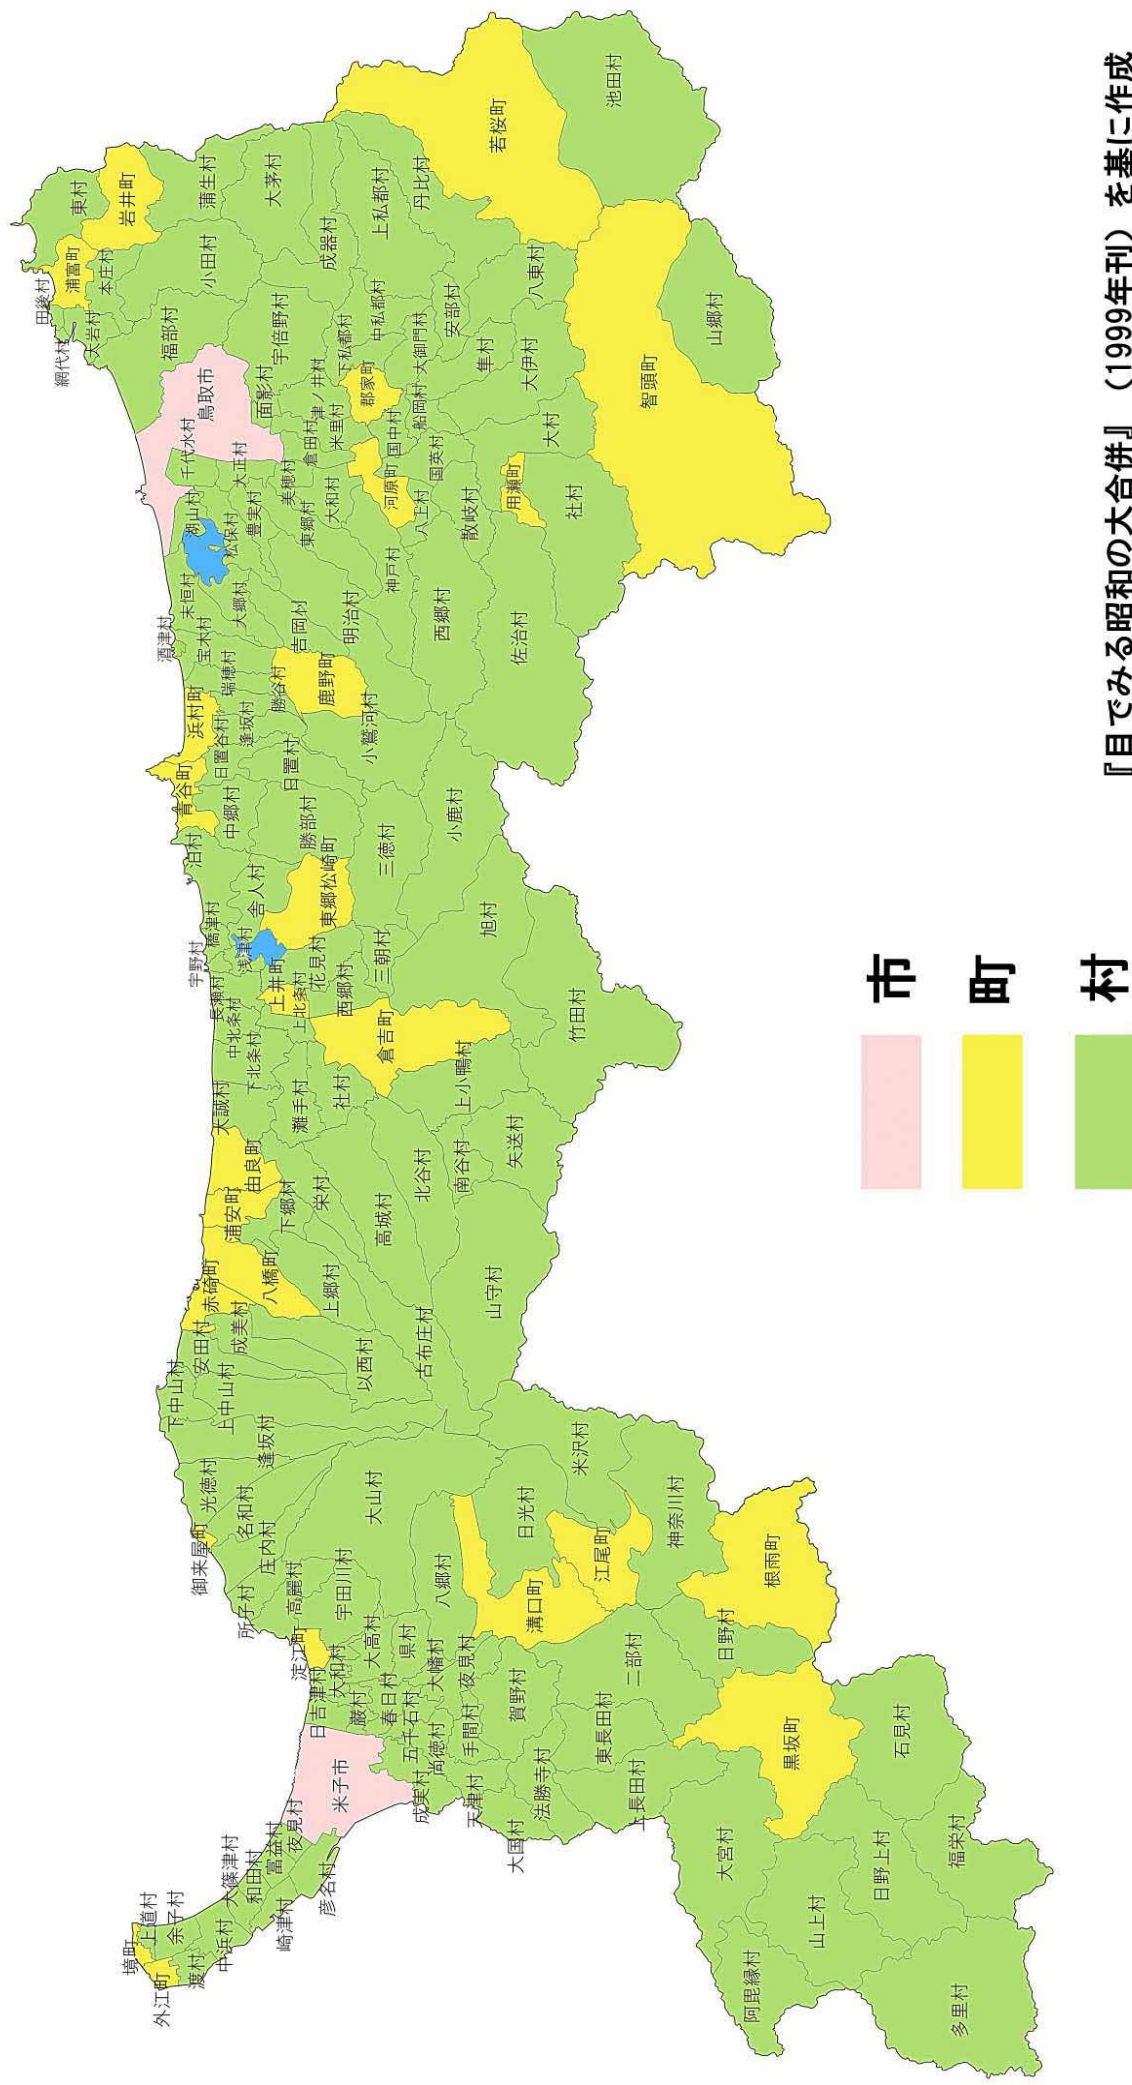 境町
外江町
上道村
余子村
渡村
中浜村
大篠津村
和田村
崎津村
富益村
夜見村
彦名村
米子市
成実村
日吉津村
巌村
春日村
五千石村
尚徳村
天津村
大国村
法勝寺村
手間村
上長田村
東長田村
賀野村
二部村
淀江町
大和村
大高村
県村
大幡村
夜見村
宇田川村
高麗村
所子村
庄内村
御来屋町
名和村
光徳村
大山村
八郷村
溝口町
日光村
江尾町
米沢村
神奈川村
根雨町
日野村
黒坂町
石見村
福栄村
日野上村
大宮村
山上村
阿毘縁村
多里村
逢坂村
下中山村
上中山村
安田村
成美村
赤碕町
以西村
八橋町
浦安町
古布庄村
上郷村
下郷村
由良町
栄村
大誠村
高城村
北谷村
南谷村
山守村
矢送村
上小鴨村
倉吉町
社村
灘手村
下北条村
中北条村
上北条村
長瀬村
上井町
西郷村
宇野村
橋津村
浅津村
花見村
舎人村
東郷松崎町
三朝村
三徳村
小鹿村
旭村
竹田村
泊村
青谷町
中郷村
日置谷村
勝部村
日置村
浜村町
逢坂村
瑞穂村
宝木村
酒津村
勝谷村
鹿野町
小鷲河村
末恒村
湖山村
松保村
大郷村
吉岡村
明治村
豊実村
東郷村
神戸村
千代水村
大正村
美穂村
大和村
鳥取市
面影村
倉田村
津ノ井村
米里村
福部村
宇倍野村
網代村
田後村
大岩村
浦富町
本庄村
東村
岩井町
蒲生村
小田村
大茅村
成器村
下私都村
中私都村
上私都村
郡家町
国中村
河原町
八上村
船岡村
大御門村
国英村
散岐村
西郷村
佐治村
用瀬町
社村
大村
安部村
隼村
大伊村
八東村
丹比村
若桜町
池田村
智頭町
山郷村
市
町
村
『目でみる昭和の大合併』（1999年刊）を基に作成